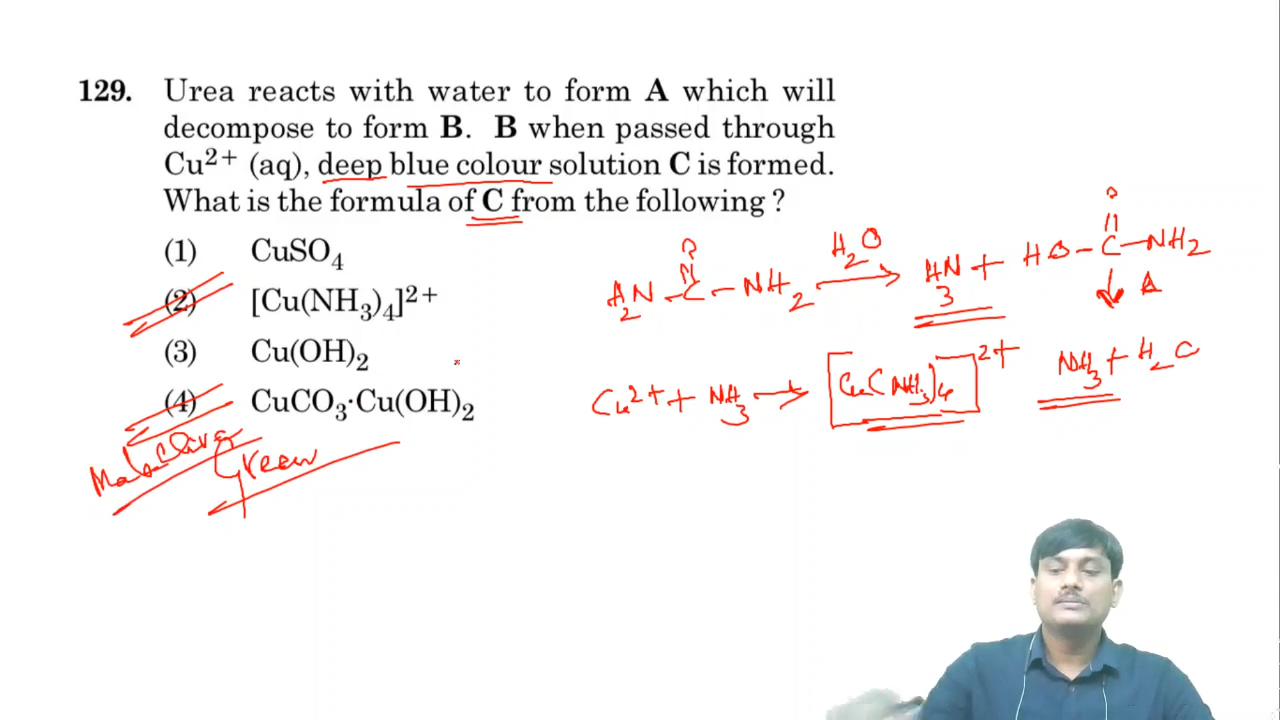 129. Urea reacts with water to form A which will
decompose to form B. B when passed through
Cu²⁺ (aq), deep blue colour solution C is formed.
What is the formula of C from the following ?
(1) CuSO₄
(2) [Cu(NH₃)₄]²⁺
(3) Cu(OH)₂
(4) CuCO₃·Cu(OH)₂
Green
O O
H₂N - C - NH₂ H₂O H₃N + HO - C - NH₂
Δ
Cu²⁺ + NH₃ → [Cu(NH₃)₄]²⁺ NH₃ + H₂O